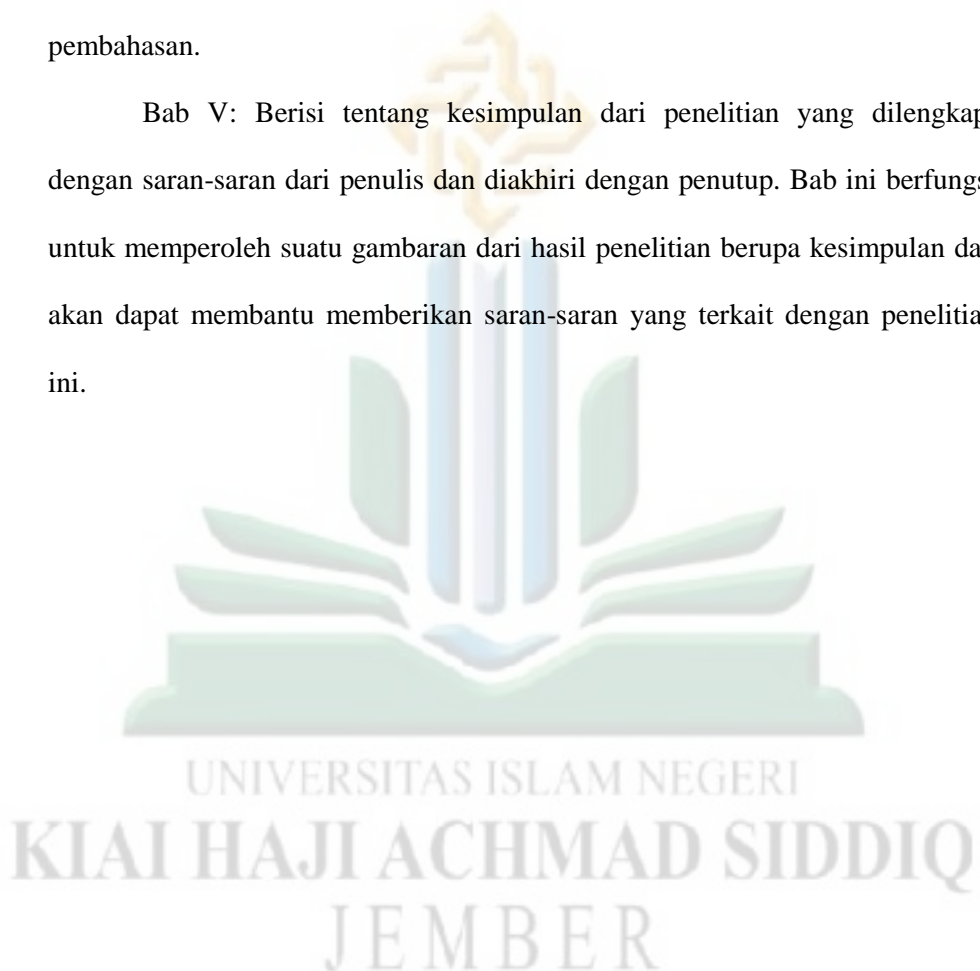 pembahasan.
Bab V: Berisi tentang kesimpulan dari penelitian yang dilengkap
dengan saran-saran dari penulis dan diakhiri dengan penutup. Bab ini berfungs
untuk memperoleh suatu gambaran dari hasil penelitian berupa kesimpulan da
akan dapat membantu memberikan saran-saran yang terkait dengan penelitia
ini.
UNIVERSITAS ISLAM NEGERI
KIAI HAJI ACHMAD SIDDIQ
JEMBER